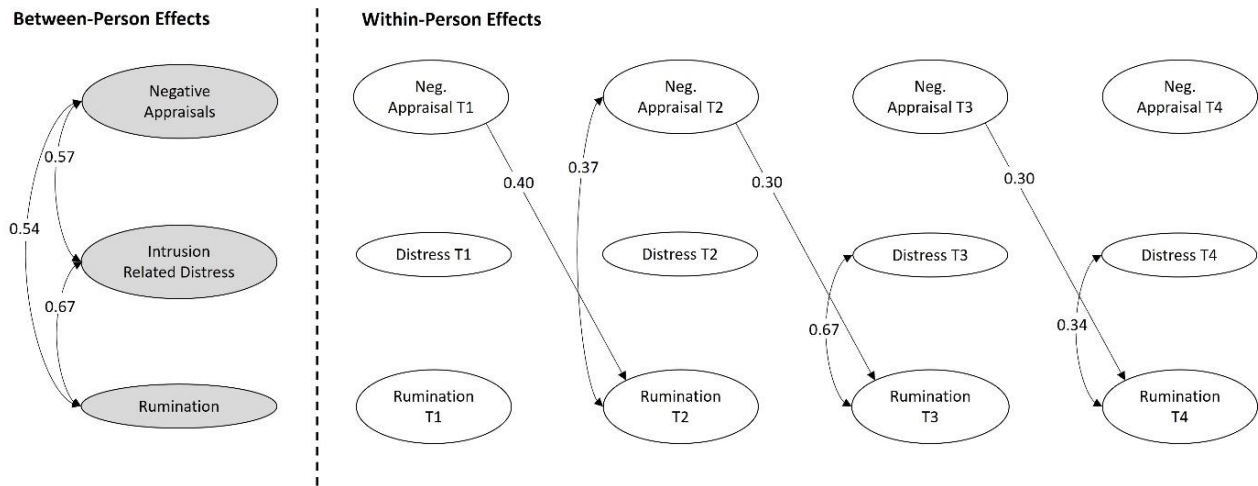 Between-Person Effects
Within-Person Effects
Negative
Appraisals
Neg.
Appraisal T1
Neg.
Appraisal T2
Neg.
Appraisal T3
Neg.
Appraisal T4
0.57
0.40
0.37
0.30
0.30
0.54
Intrusion
Related Distress
Distress T1
Distress T2
Distress T3
Distress T4
0.67
0.67
0.34
Rumination
Rumination
T1
Rumination
T2
Rumination
T3
Rumination
T4